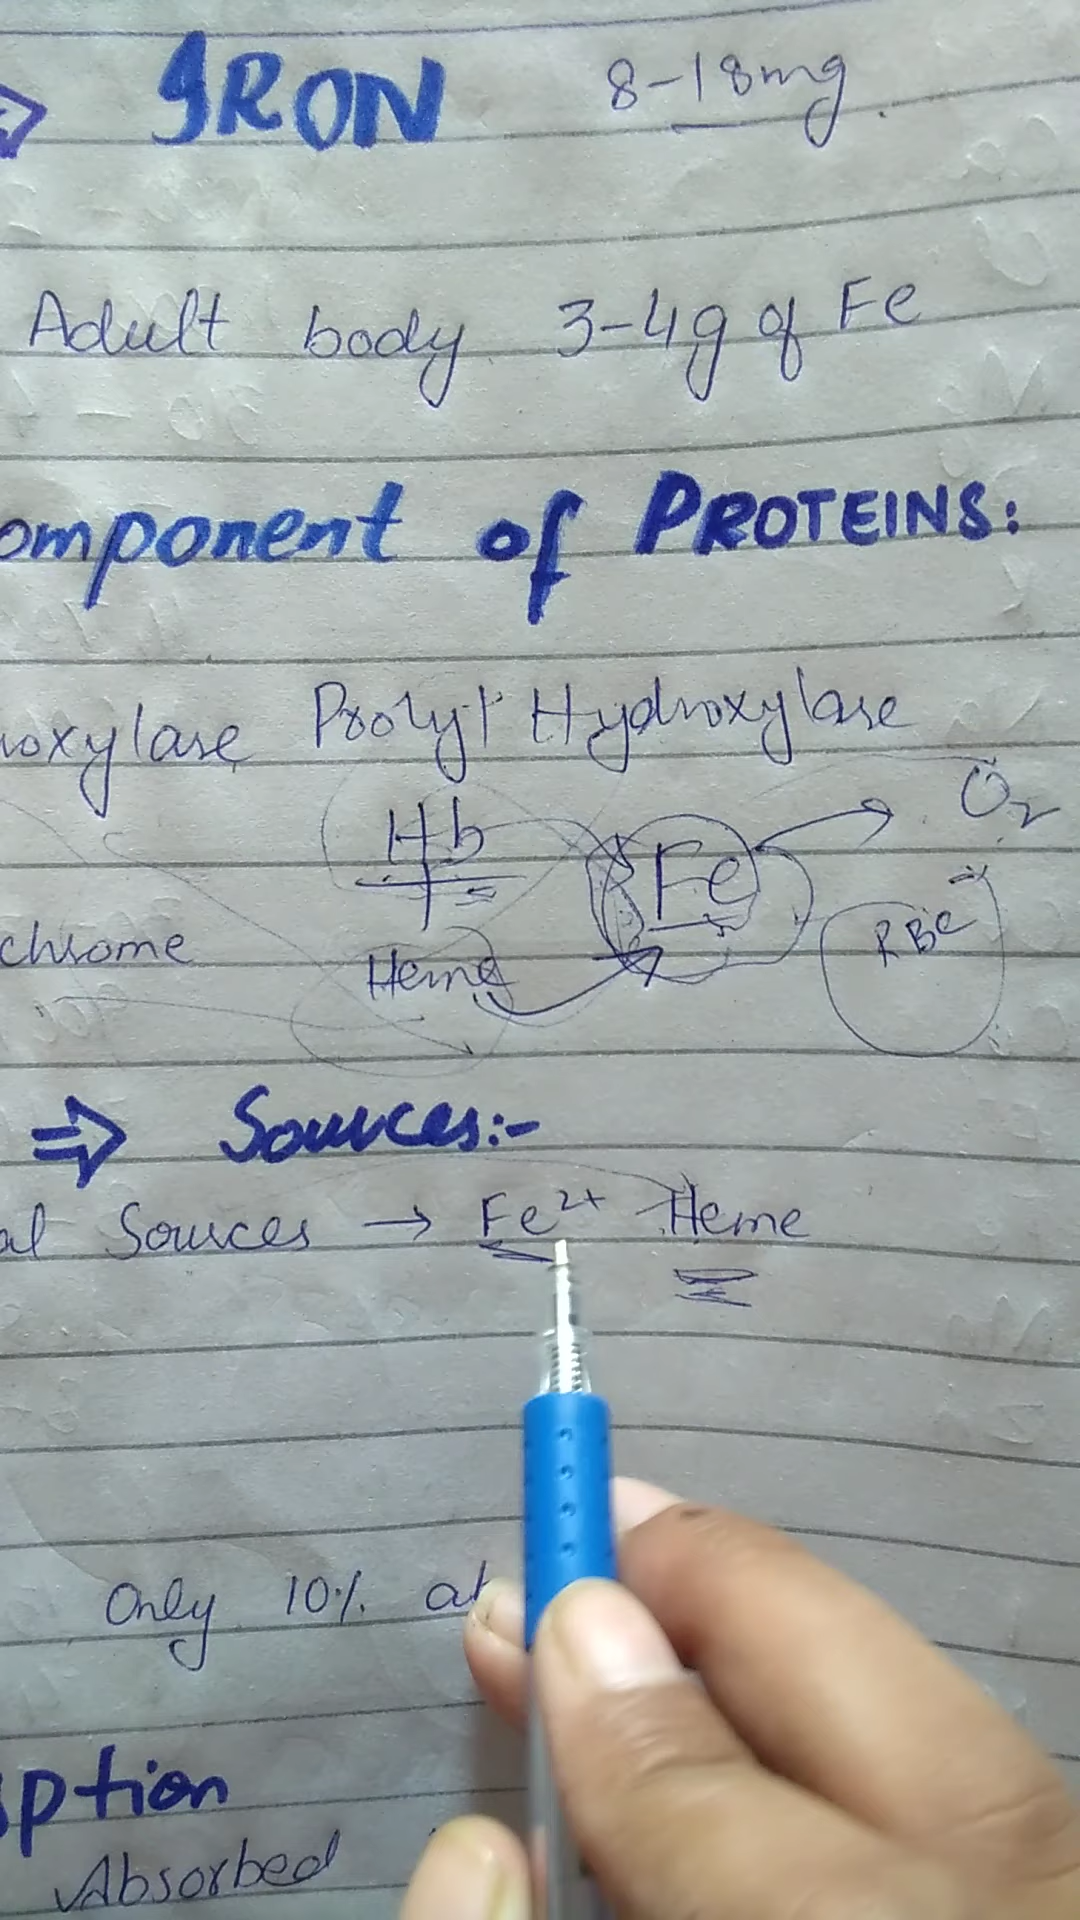 ⇒ IRON 8-18mg.
Adult body 3-4g of Fe
omponent of PROTEINS:
roxylase Prolyl Hydroxylase
Hb Fe → O2
chrome Heme RBC
⇒ Sources:-
al Sources → Fe2+ Heme
Only 10%
ption
Absorbed